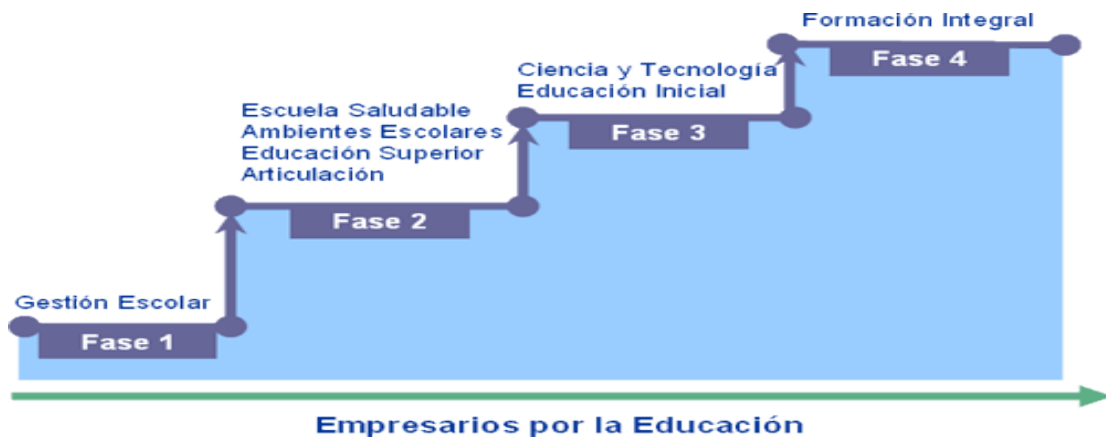 Formación Integral
Fase 4
Ciencia y Tecnología
Educación Inicial
Fase 3
Escuela Saludable
Ambientes Escolares
Educación Superior
Articulación
Fase 2
Gestión Escolar
Fase 1
Empresarios por la Educación